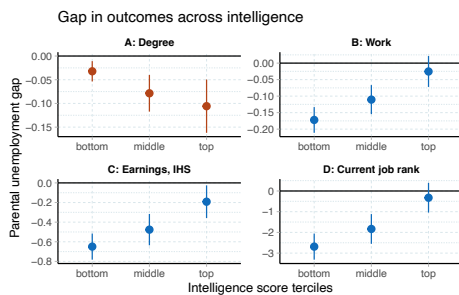 Gap in outcomes across intelligence
A: Degree
0.00
−0.05
−0.10
−0.15
bottom middle top
B: Work
0.00
−0.05
−0.10
−0.15
−0.20
bottom middle top
C: Earnings, IHS
0.0
−0.2
−0.4
−0.6
−0.8
bottom middle top
D: Current job rank
0
−1
−2
−3
bottom middle top
Parental unemployment gap
Intelligence score terciles